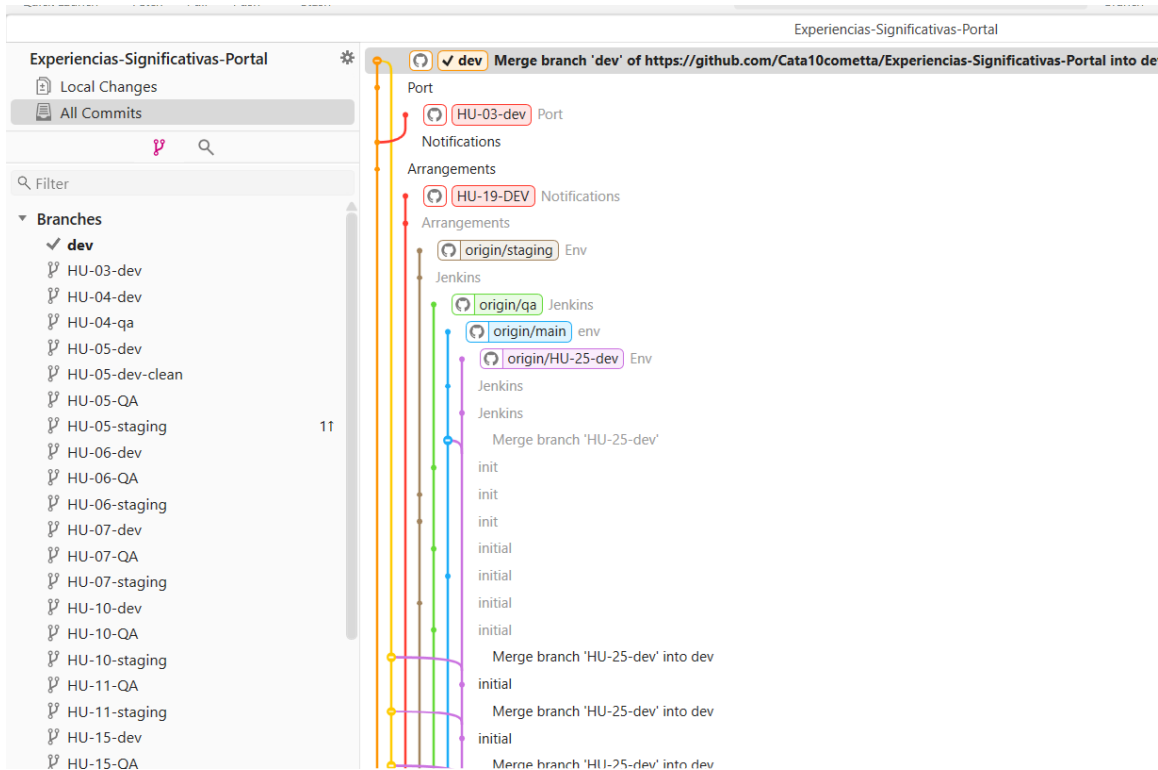 Experiencias-Significativas-Portal
Experiencias-Significativas-Portal
Local Changes
All Commits
Filter
Branches
dev
HU-03-dev
HU-04-dev
HU-04-qa
HU-05-dev
HU-05-dev-clean
HU-05-QA
HU-05-staging 1↑
HU-06-dev
HU-06-QA
HU-06-staging
HU-07-dev
HU-07-QA
HU-07-staging
HU-10-dev
HU-10-QA
HU-10-staging
HU-11-QA
HU-11-staging
HU-15-dev
HU-15-QA
dev Merge branch 'dev' of https://github.com/Cata10cometta/Experiencias-Significativas-Portal into de
Port
HU-03-dev Port
Notifications
Arrangements
HU-19-DEV Notifications
Arrangements
origin/staging Env
Jenkins
origin/qa Jenkins
origin/main env
origin/HU-25-dev Env
Jenkins
Jenkins
Merge branch 'HU-25-dev'
init
init
init
initial
initial
initial
initial
Merge branch 'HU-25-dev' into dev
initial
Merge branch 'HU-25-dev' into dev
initial
Merge branch 'HU-25-dev' into dev